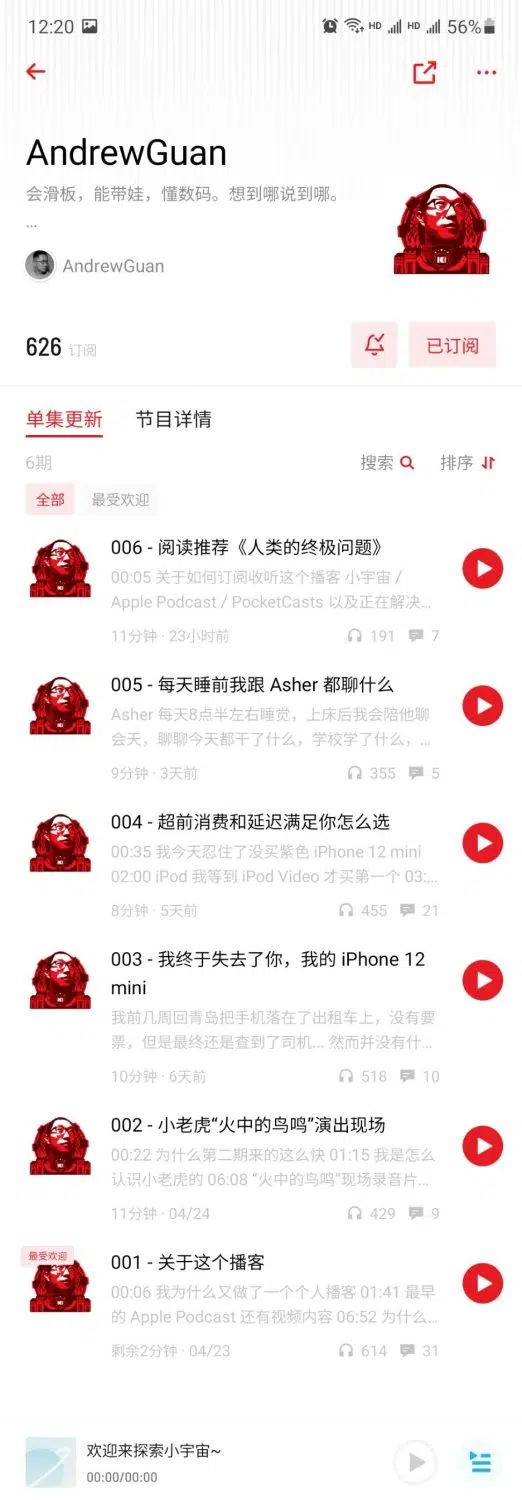 12:20
HD HD 56%
AndrewGuan
会滑板，能带娃，懂数码。想到哪说到哪。
...
AndrewGuan
626 订阅
已订阅
单集更新 节目详情
6期 搜索 排序
全部 最受欢迎
006 - 阅读推荐《人类的终极问题》
00:05 关于如何订阅收听这个播客 小宇宙 /
Apple Podcast / PocketCasts 以及正在解决...
11分钟 · 23小时前 191 7
005 - 每天睡前我跟 Asher 都聊什么
Asher 每天8点半左右睡觉，上床后我会陪他聊
会天，聊聊今天都干了什么，学校学了什么，...
9分钟 · 3天前 355 5
004 - 超前消费和延迟满足你怎么选
00:35 我今天忍住了没买紫色 iPhone 12 mini
02:00 iPod 我等到 iPod Video 才买第一个 03:...
8分钟 · 5天前 455 21
003 - 我终于失去了你，我的 iPhone 12
mini
我前几周回青岛把手机落在了出租车上，没有要
票，但是最终还是查到了司机... 然而并没有什...
10分钟 · 6天前 518 10
002 - 小老虎“火中的鸟鸣”演出现场
00:22 为什么第二期来的这么快 01:15 我是怎么
认识小老虎的 06:08 “火中的鸟鸣”现场录音片...
11分钟 · 04/24 429 9
最受欢迎
001 - 关于这个播客
00:06 我为什么又做了一个个人播客 01:41 最早
的 Apple Podcast 还有视频内容 06:52 为什么...
剩余2分钟 · 04/23 614 31
欢迎来探索小宇宙~
00:00/00:00